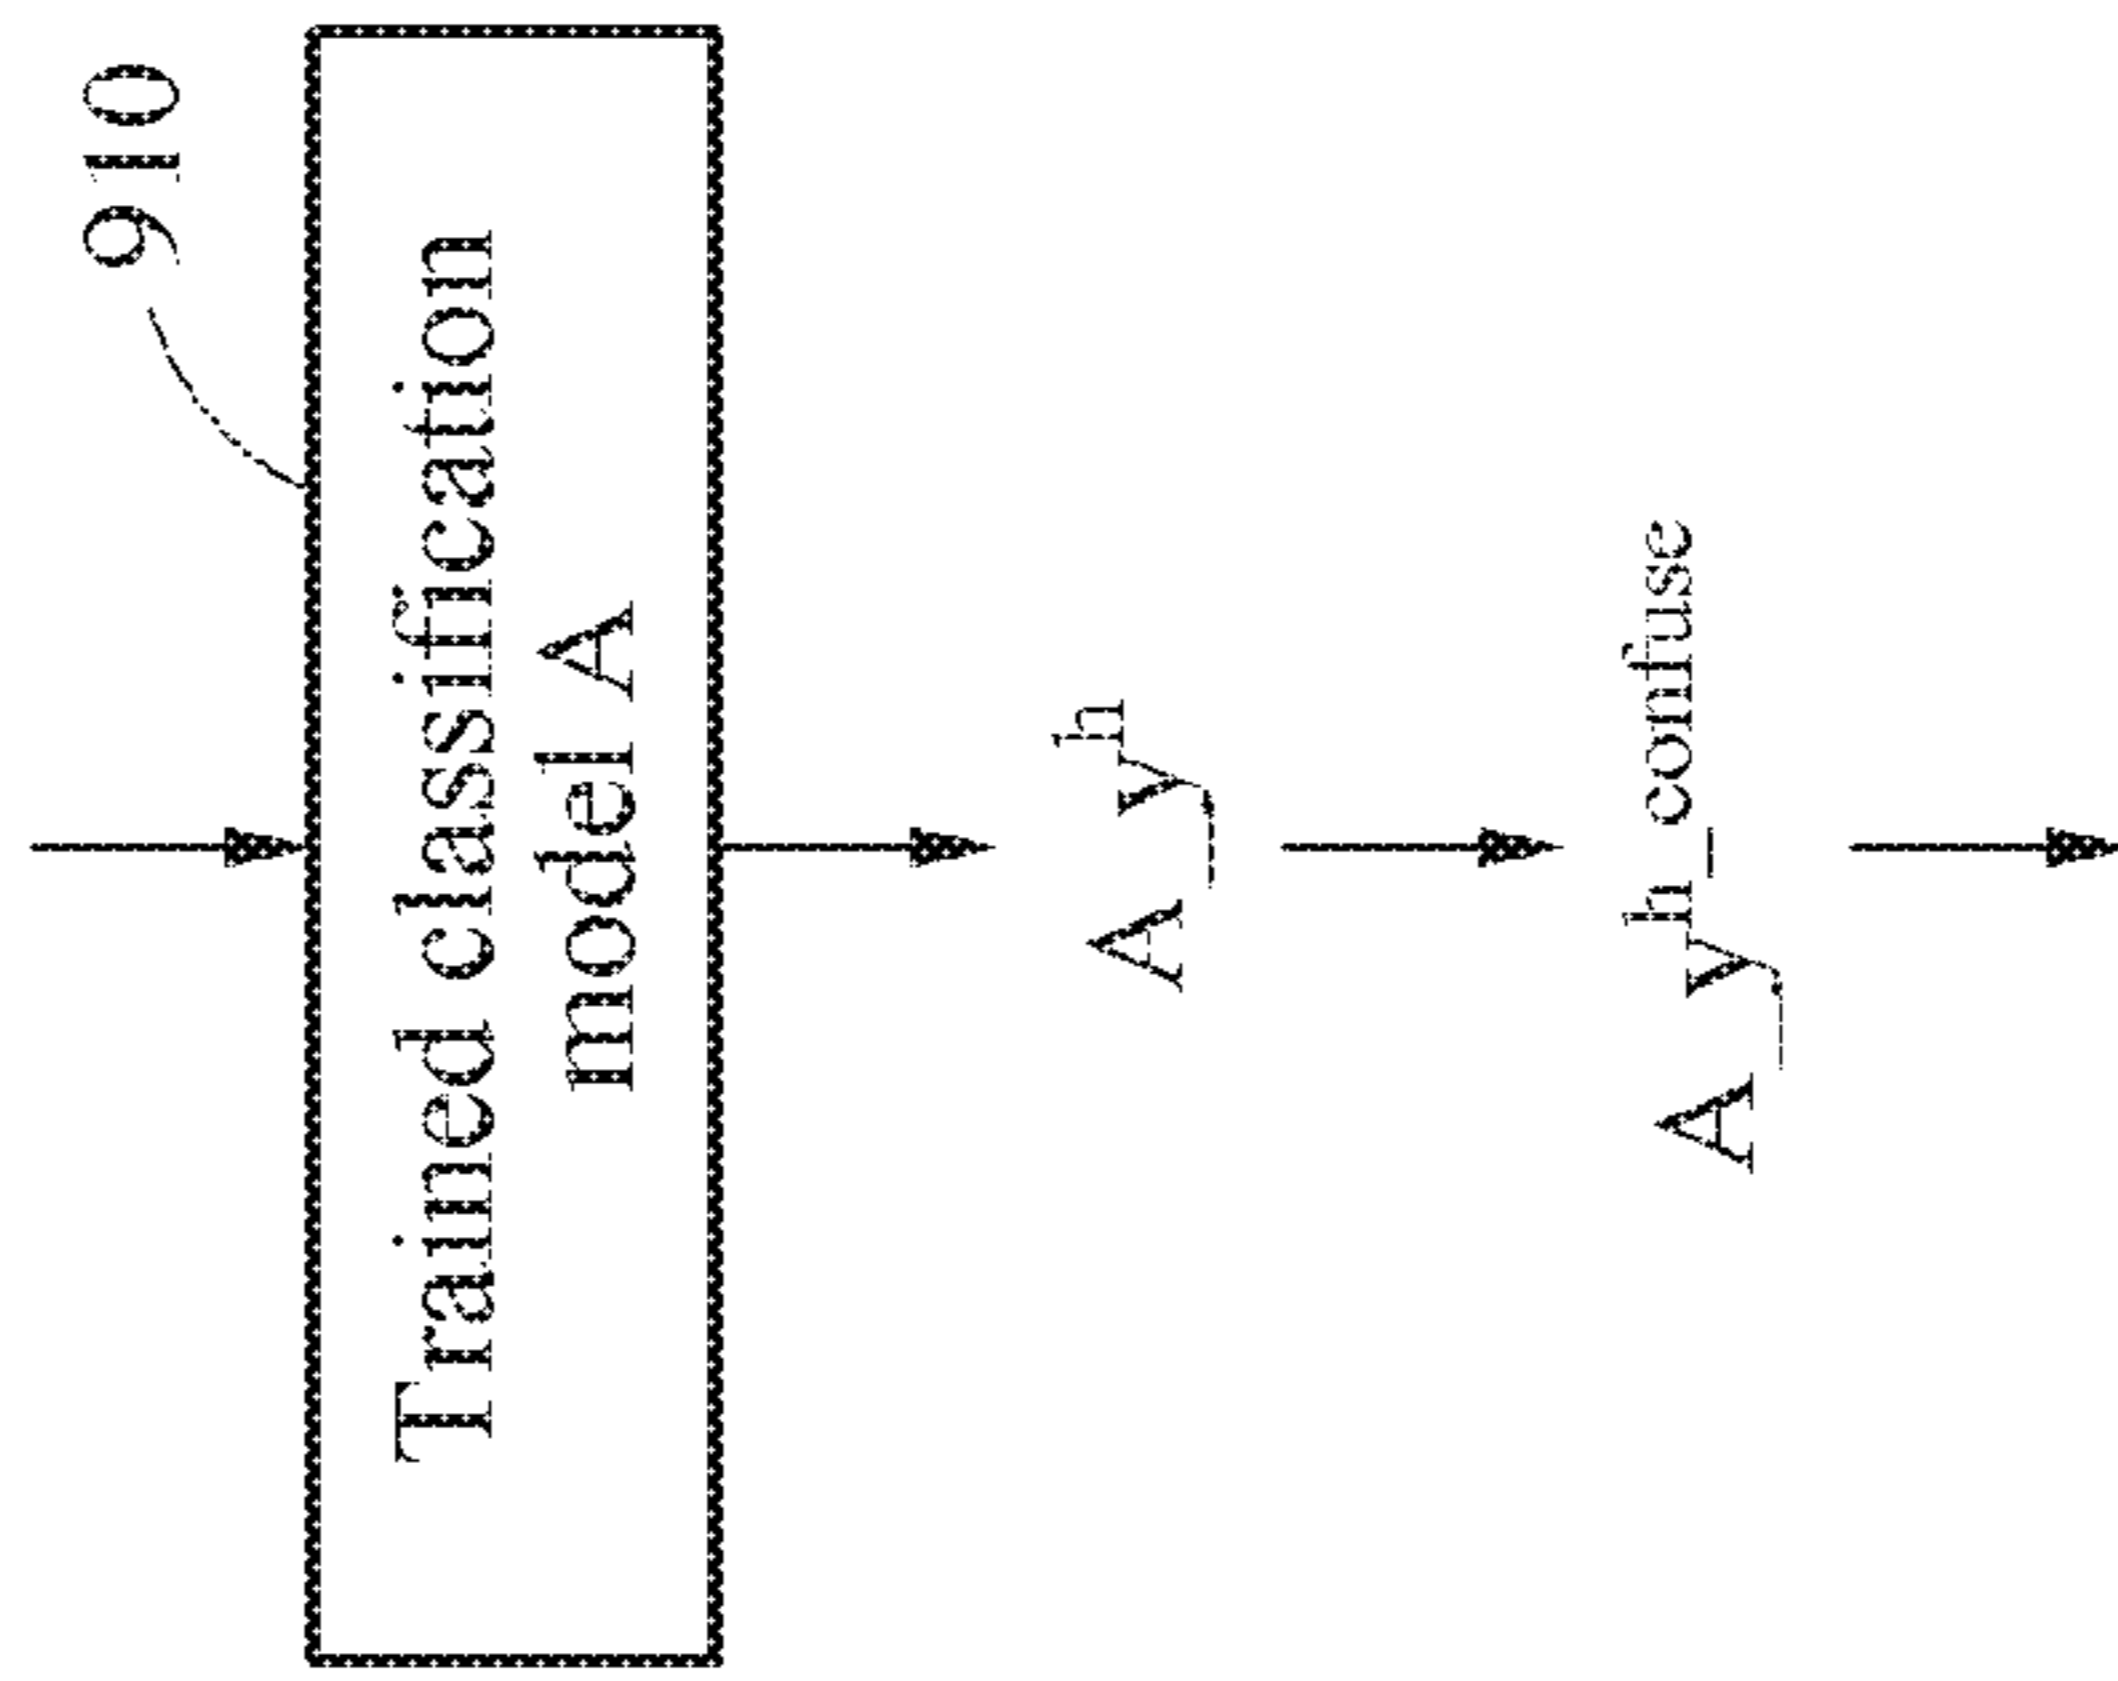 910
Trained classification
model A
A_y^h
A_y^h_confuse